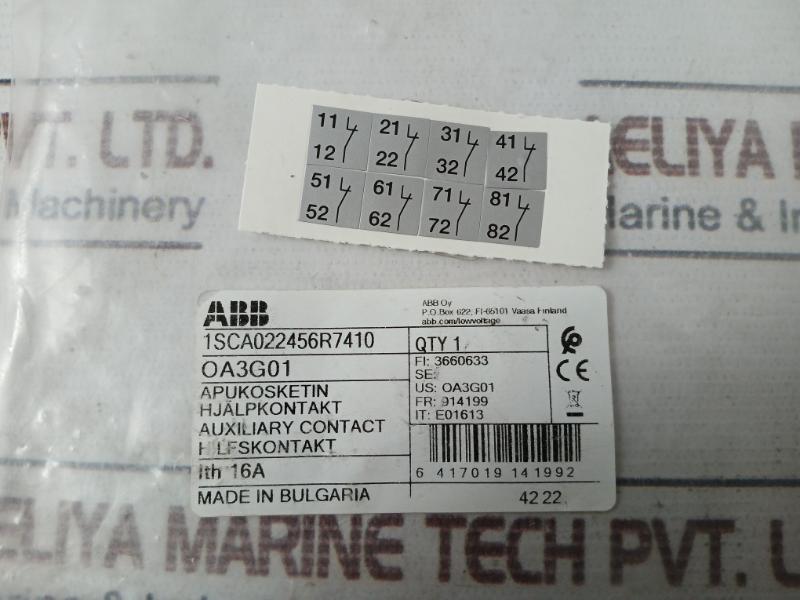 11 21 31 41
12 22 32 42
51 61 71 81
52 62 72 82
VT. LTD.
Machinery
ELIYA M
Marine & In
ABB
ABB Oy
P.O.Box 622, FI-65101 Vaasa Finland
abb.com/lowvoltage
1SCA022456R7410
QTY 1
OA3G01
FI: 3660633
SE:
US: OA3G01
FR: 914199
IT: E01613
APUKOSKETIN
HJÄLPKONTAKT
AUXILIARY CONTACT
HILFSKONTAKT
Ith 16A
6 417019 141992
MADE IN BULGARIA
42 22
ELIYA MARINE TECH PVT.